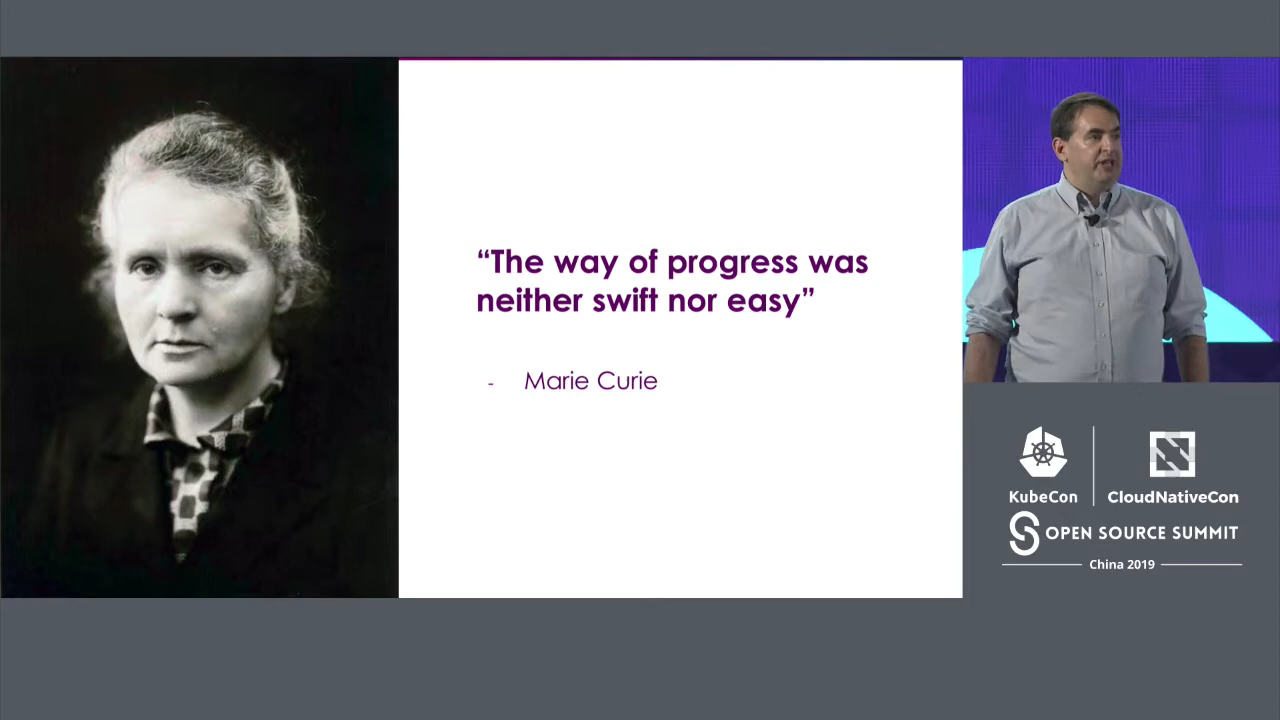 “The way of progress was
neither swift nor easy”
- Marie Curie
KubeCon
CloudNativeCon
OPEN SOURCE SUMMIT
China 2019